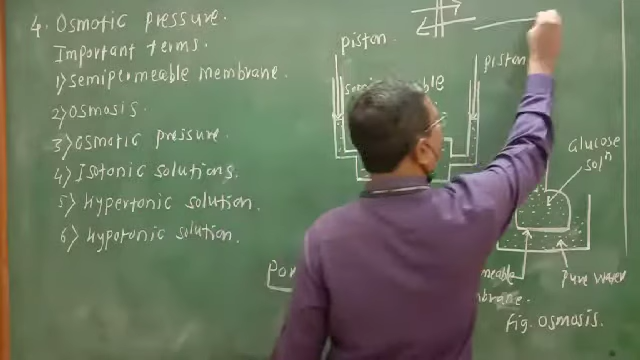 4. Osmotic pressure.
Important terms.
1) Semipermeable membrane.
2) Osmosis.
3) Osmotic pressure.
4) Isotonic solutions.
5) Hypertonic solution.
6) Hypotonic solution.
piston.
piston
Glucose
solⁿ
pure water
Fig. osmosis.